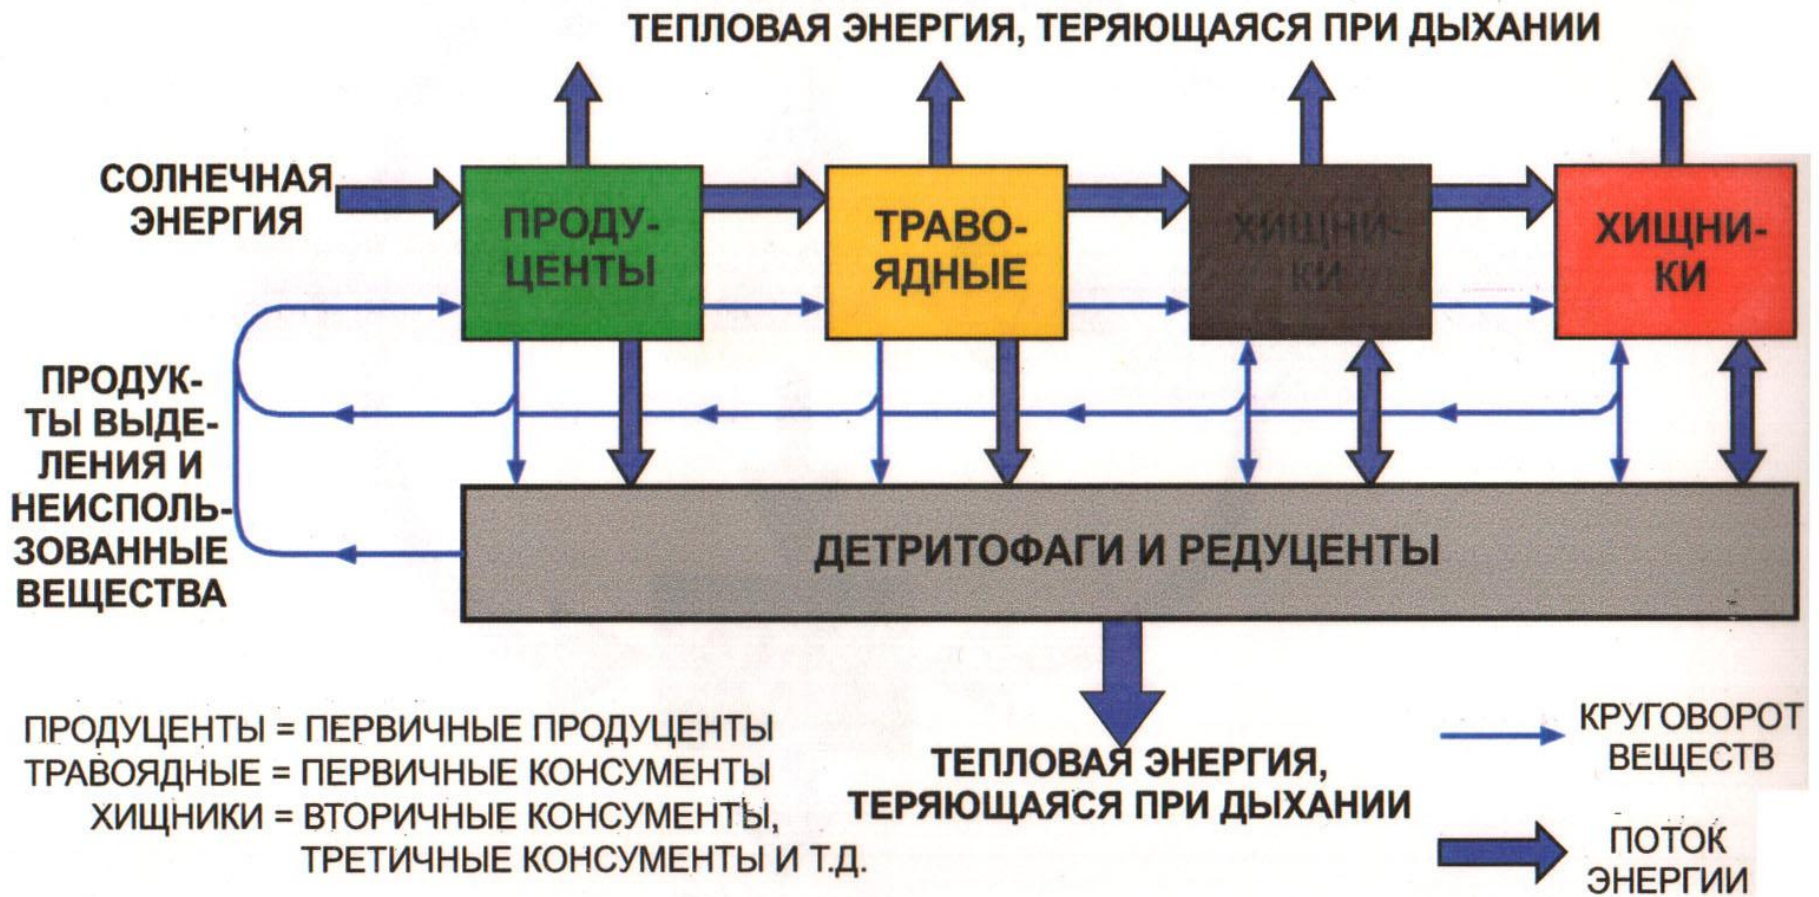 ТЕПЛОВАЯ ЭНЕРГИЯ, ТЕРЯЮЩАЯСЯ ПРИ ДЫХАНИИ
СОЛНЕЧНАЯ
ЭНЕРГИЯ
ПРОДУ-
ЦЕНТЫ
ТРАВО-
ЯДНЫЕ
ХИЩНИ-
КИ
ХИЩНИ-
КИ
ПРОДУК-
ТЫ ВЫДЕ-
ЛЕНИЯ И
НЕИСПОЛЬ-
ЗОВАННЫЕ
ВЕЩЕСТВА
ДЕТРИТОФАГИ И РЕДУЦЕНТЫ
ПРОДУЦЕНТЫ = ПЕРВИЧНЫЕ ПРОДУЦЕНТЫ
ТРАВОЯДНЫЕ = ПЕРВИЧНЫЕ КОНСУМЕНТЫ
ХИЩНИКИ = ВТОРИЧНЫЕ КОНСУМЕНТЫ,
ТРЕТИЧНЫЕ КОНСУМЕНТЫ И Т.Д.
ТЕПЛОВАЯ ЭНЕРГИЯ,
ТЕРЯЮЩАЯСЯ ПРИ ДЫХАНИИ
КРУГОВОРОТ
ВЕЩЕСТВ
ПОТОК
ЭНЕРГИИ